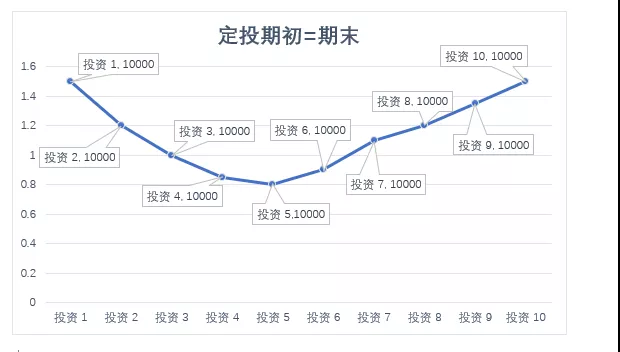 定投期初=期末
1.6
1.4
1.2
1
0.8
0.6
0.4
0.2
0
投资 1, 10000
投资 2, 10000
投资 3, 10000
投资 4, 10000
投资 5,10000
投资 6, 10000
投资 7, 10000
投资 8, 10000
投资 9, 10000
投资 10, 10000
投资 1
投资 2
投资 3
投资 4
投资 5
投资 6
投资 7
投资 8
投资 9
投资 10